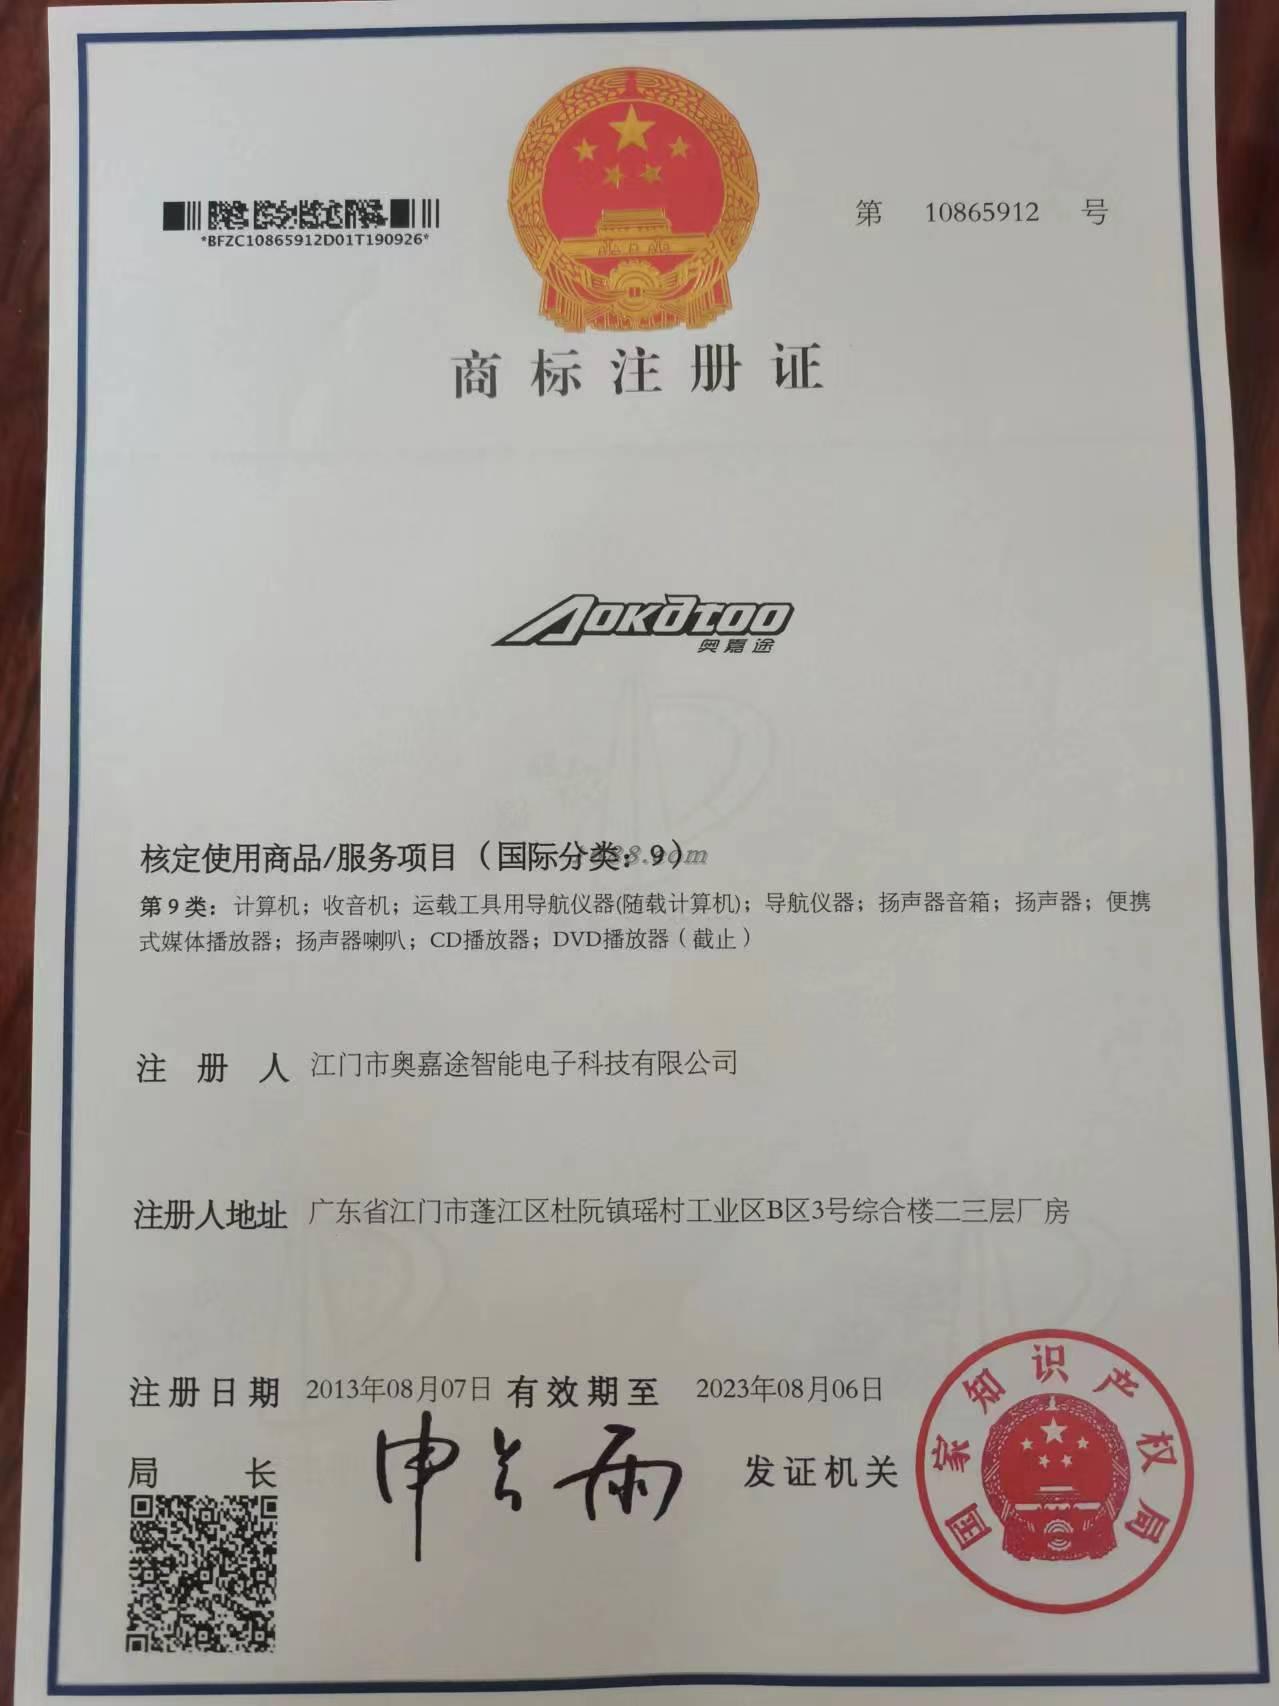 第 10865912 号
*BFZC10865912D01T190926*
商标注册证
AOKATOO
奥嘉途
核定使用商品/服务项目（国际分类：9）
第9类：计算机；收音机；运载工具用导航仪器(随载计算机)；导航仪器；扬声器音箱；扬声器；便携
式媒体播放器；扬声器喇叭；CD播放器；DVD播放器（截止）
注册人 江门市奥嘉途智能电子科技有限公司
注册人地址 广东省江门市蓬江区杜阮镇瑶村工业区B区3号综合楼二三层厂房
注册日期 2013年08月07日 有效期至 2023年08月06日
局长 申长雨 发证机关
国家知识产权局